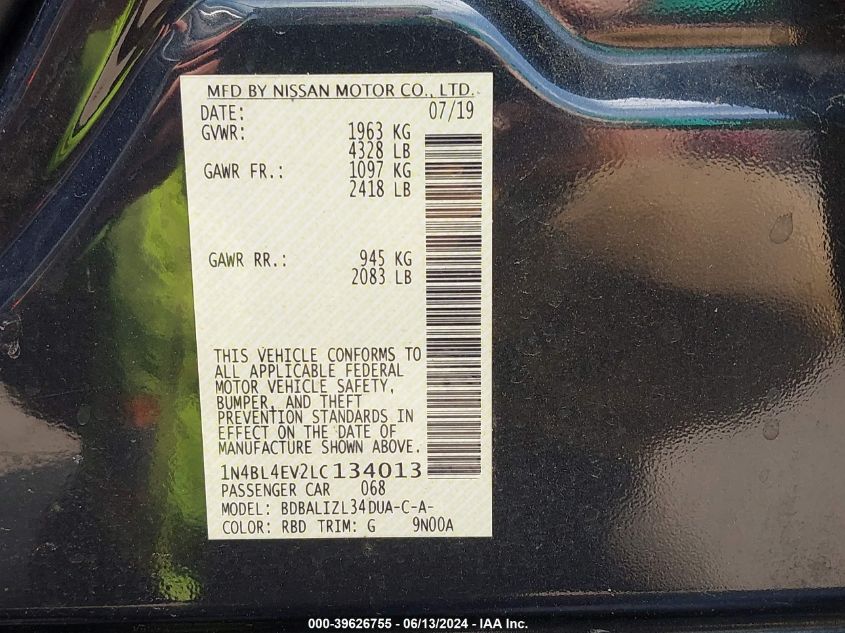 MFD BY NISSAN MOTOR CO., LTD.
DATE: 07/19
GVWR: 1963 KG
4328 LB
GAWR FR.: 1097 KG
2418 LB
GAWR RR.: 945 KG
2083 LB
THIS VEHICLE CONFORMS TO
ALL APPLICABLE FEDERAL
MOTOR VEHICLE SAFETY,
BUMPER, AND THEFT
PREVENTION STANDARDS IN
EFFECT ON THE DATE OF
MANUFACTURE SHOWN ABOVE.
1N4BL4EV2LC134013
PASSENGER CAR 068
MODEL: BDBALIZL34DUA-C-A-
COLOR: RBD TRIM: G 9N00A
000-39626755 - 06/13/2024 - IAA Inc.